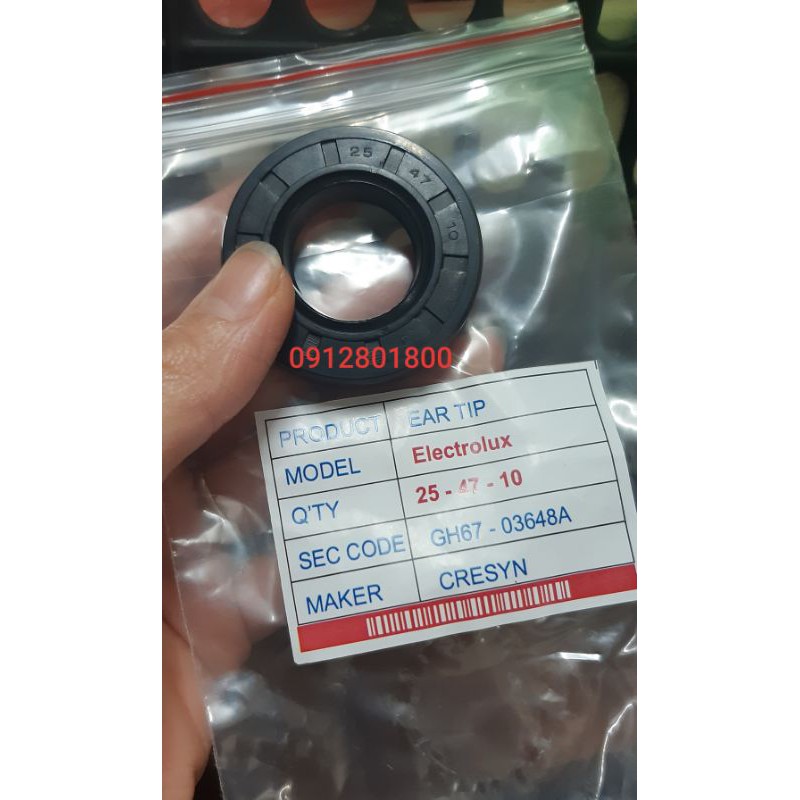 25 47 10
0912801800
PRODUCT EAR TIP
MODEL Electrolux
Q'TY 25 - 47 - 10
SEC CODE GH67 - 03648A
MAKER CRESYN